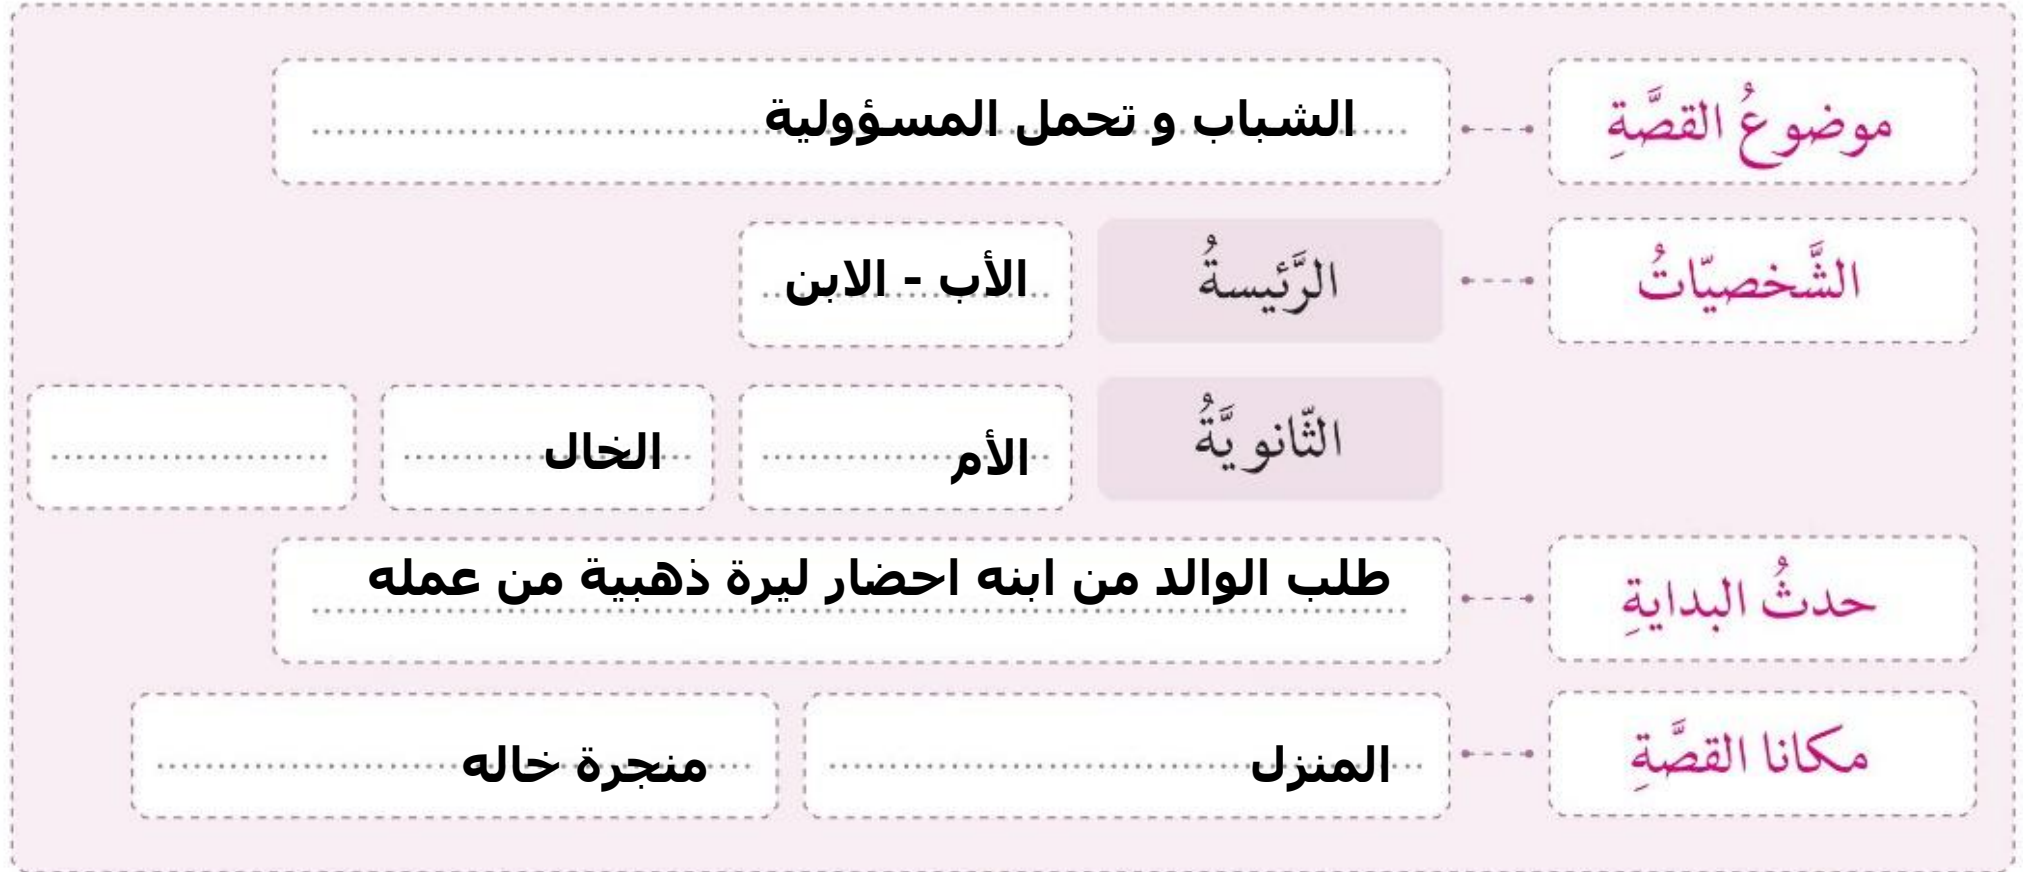 موضوعُ القصَّةِ
الشباب و تحمل المسؤولية
الشَّخصيّاتُ
الرَّئيسةُ
الأب - الابن
الثّانويَّةُ
الأم
الخال
حدثُ البدايةِ
طلب الوالد من ابنه احضار ليرة ذهبية من عمله
مكانا القصَّةِ
المنزل
منجرة خاله